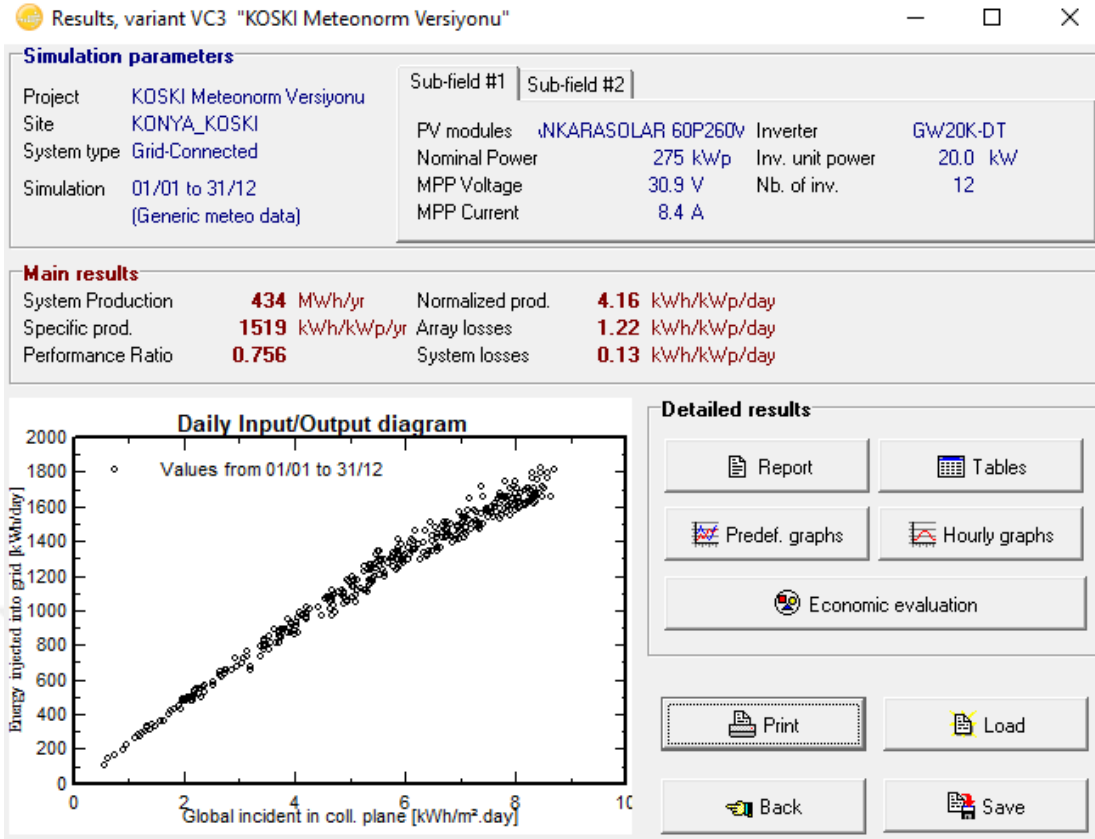 Results, variant VC3 "KOSKI Meteonorm Versiyonu"
Simulation parameters
Project KOSKI Meteonorm Versiyonu
Site KONYA_KOSKI
System type Grid-Connected
Simulation 01/01 to 31/12
(Generic meteo data)
Sub-field #1 Sub-field #2
PV modules NKARASOLAR 60P260W Inverter GW20K-DT
Nominal Power 275 kWp Inv. unit power 20.0 kW
MPP Voltage 30.9 V Nb. of inv. 12
MPP Current 8.4 A
Main results
System Production 434 MWh/yr Normalized prod. 4.16 kWh/kWp/day
Specific prod. 1519 kWh/kWp/yr Array losses 1.22 kWh/kWp/day
Performance Ratio 0.756 System losses 0.13 kWh/kWp/day
Daily Input/Output diagram
Values from 01/01 to 31/12
Energy injected into grid [kWh/day]
2000
1800
1600
1400
1200
1000
800
600
400
200
0
0 2 4 6 8 10
Global incident in coll. plane [kWh/m².day]
Detailed results
Report Tables
Predef. graphs Hourly graphs
Economic evaluation
Print Load
Back Save